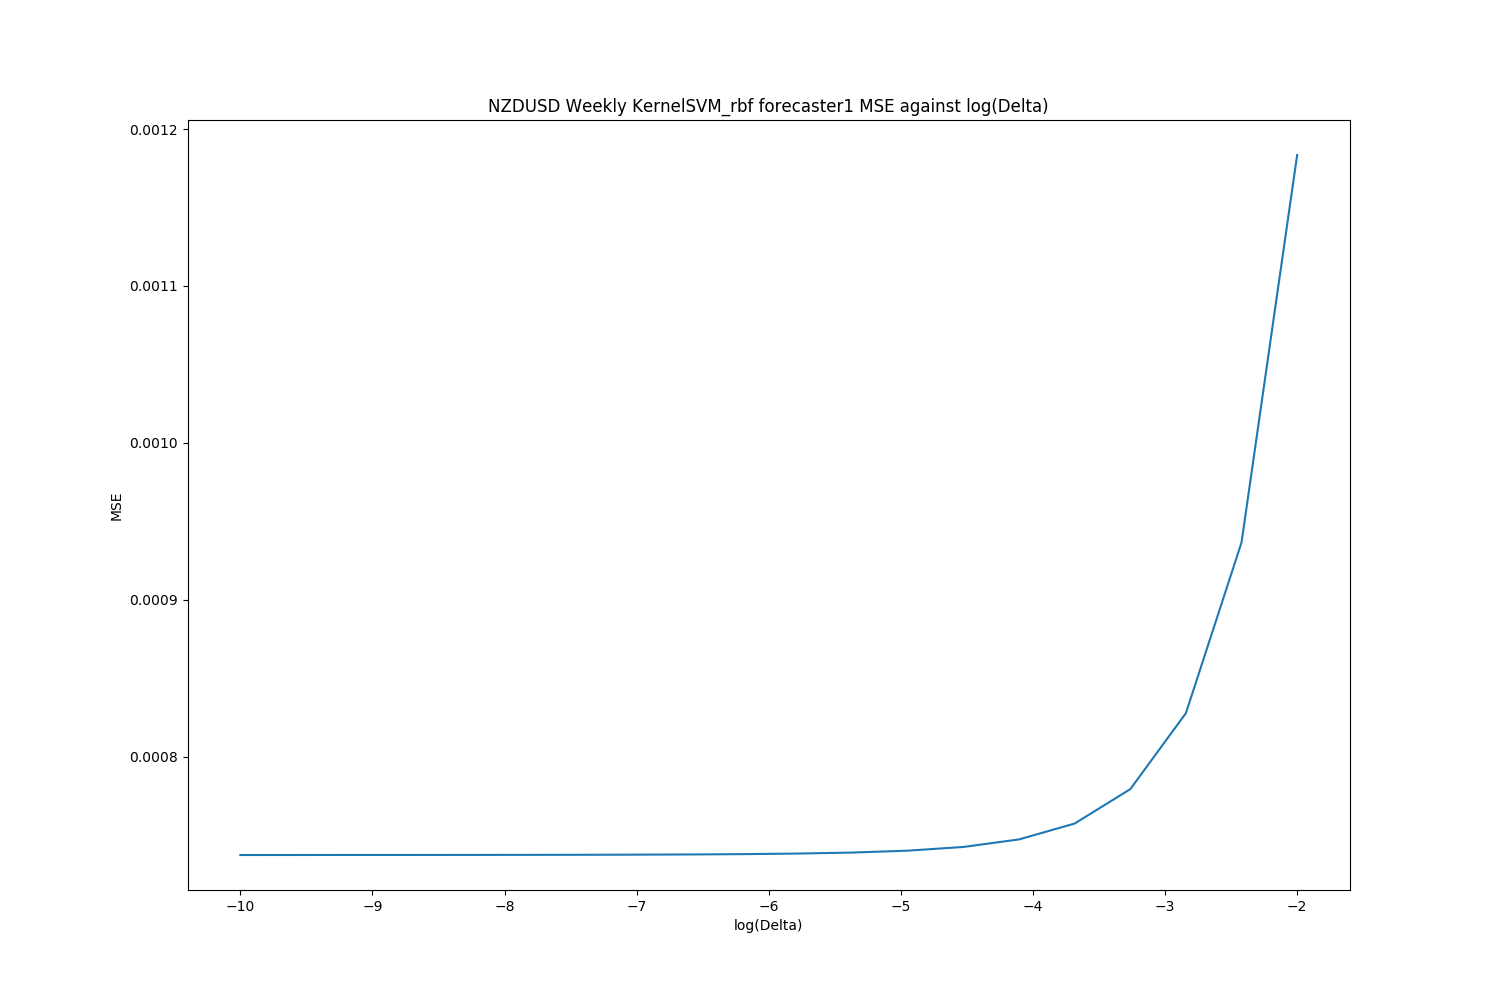 NZDUSD Weekly KernelSVM_rbf forecaster1 MSE against log(Delta)
0.0012
0.0011
0.0010
0.0009
0.0008
MSE
−10 −9 −8 −7 −6 −5 −4 −3 −2
log(Delta)